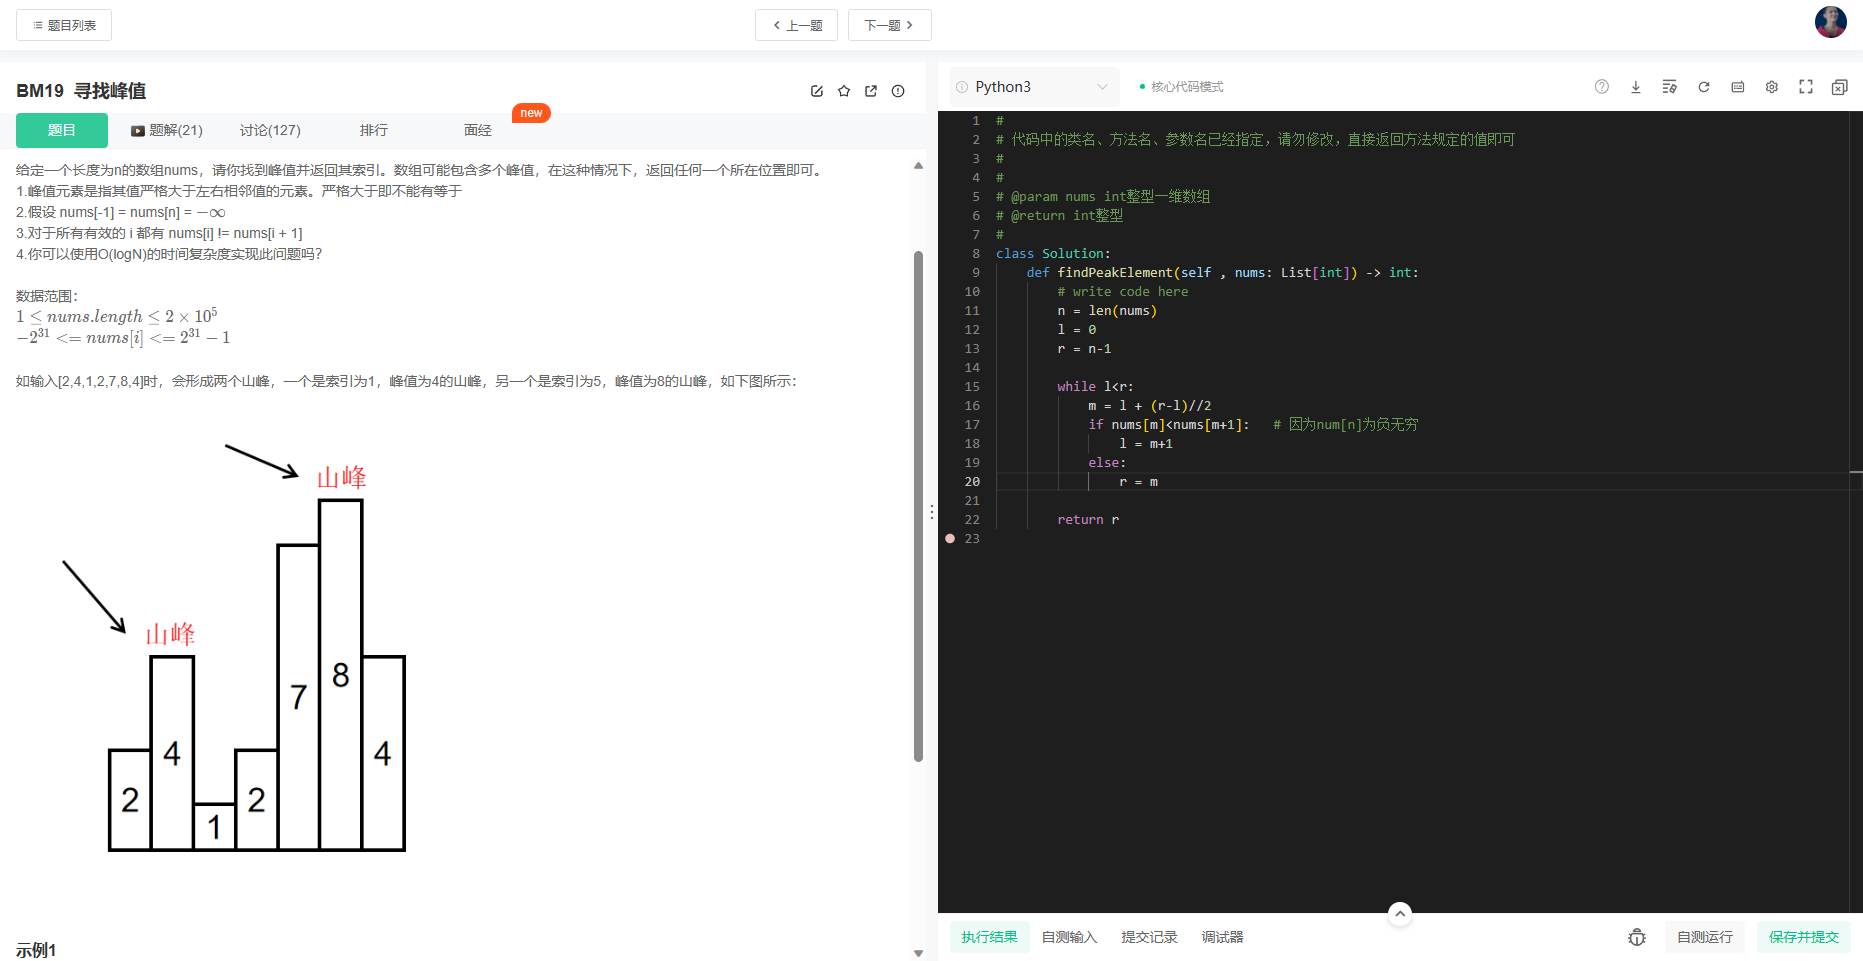 题目列表
上一题
下一题
BM19 寻找峰值
题目
题解(21)
讨论(127)
排行
面经
new
给定一个长度为n的数组nums，请你找到峰值并返回其索引。数组可能包含多个峰值，在这种情况下，返回任何一个所在位置即可。
1.峰值元素是指其值严格大于左右相邻值的元素。严格大于即不能有等于
2.假设 nums[-1] = nums[n] = −∞
3.对于所有有效的 i 都有 nums[i] != nums[i + 1]
4.你可以使用O(logN)的时间复杂度实现此问题吗？
数据范围：
1 ≤ nums.length ≤ 2 × 10^5
−2^31 <= nums[i] <= 2^31 − 1
如输入[2,4,1,2,7,8,4]时，会形成两个山峰，一个是索引为1，峰值为4的山峰，另一个是索引为5，峰值为8的山峰，如下图所示：
山峰
山峰
2
4
1
2
7
8
4
示例1
Python3
核心代码模式
1 #
2 # 代码中的类名、方法名、参数名已经指定，请勿修改，直接返回方法规定的值即可
3 #
4 #
5 # @param nums int整型一维数组
6 # @return int整型
7 #
8 class Solution:
9     def findPeakElement(self , nums: List[int]) -> int:
10         # write code here
11         n = len(nums)
12         l = 0
13         r = n-1
14
15         while l<r:
16             m = l + (r-l)//2
17             if nums[m]<nums[m+1]:   # 因为num[n]为负无穷
18                 l = m+1
19             else:
20                 r = m
21
22         return r
23
执行结果
自测输入
提交记录
调试器
自测运行
保存并提交